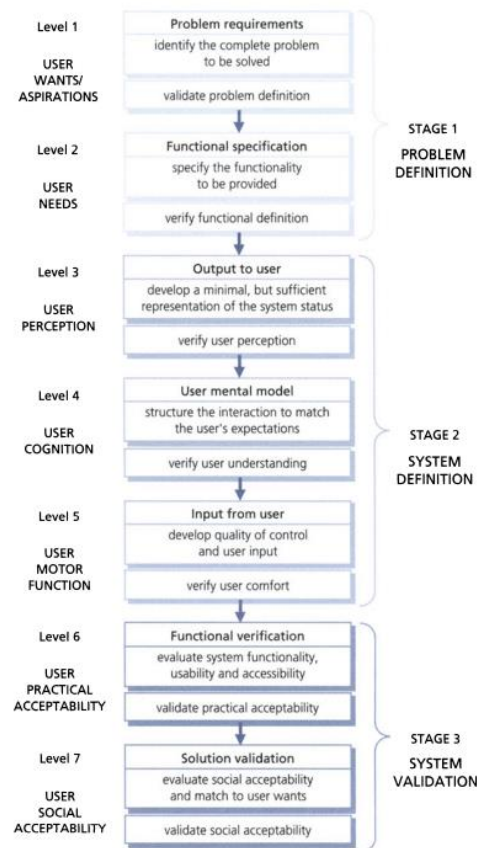 Level 1
USER
WANTS/
ASPIRATIONS
Problem requirements
identify the complete problem
to be solved
validate problem definition
Level 2
USER
NEEDS
Functional specification
specify the functionality
to be provided
verify functional definition
STAGE 1
PROBLEM
DEFINITION
Level 3
USER
PERCEPTION
Output to user
develop a minimal, but sufficient
representation of the system status
verify user perception
Level 4
USER
COGNITION
User mental model
structure the interaction to match
the user's expectations
verify user understanding
Level 5
USER
MOTOR
FUNCTION
Input from user
develop quality of control
and user input
verify user comfort
STAGE 2
SYSTEM
DEFINITION
Level 6
USER
PRACTICAL
ACCEPTABILITY
Functional verification
evaluate system functionality,
usability and accessibility
validate practical acceptability
Level 7
USER
SOCIAL
ACCEPTABILITY
Solution validation
evaluate social acceptability
and match to user wants
validate social acceptability
STAGE 3
SYSTEM
VALIDATION